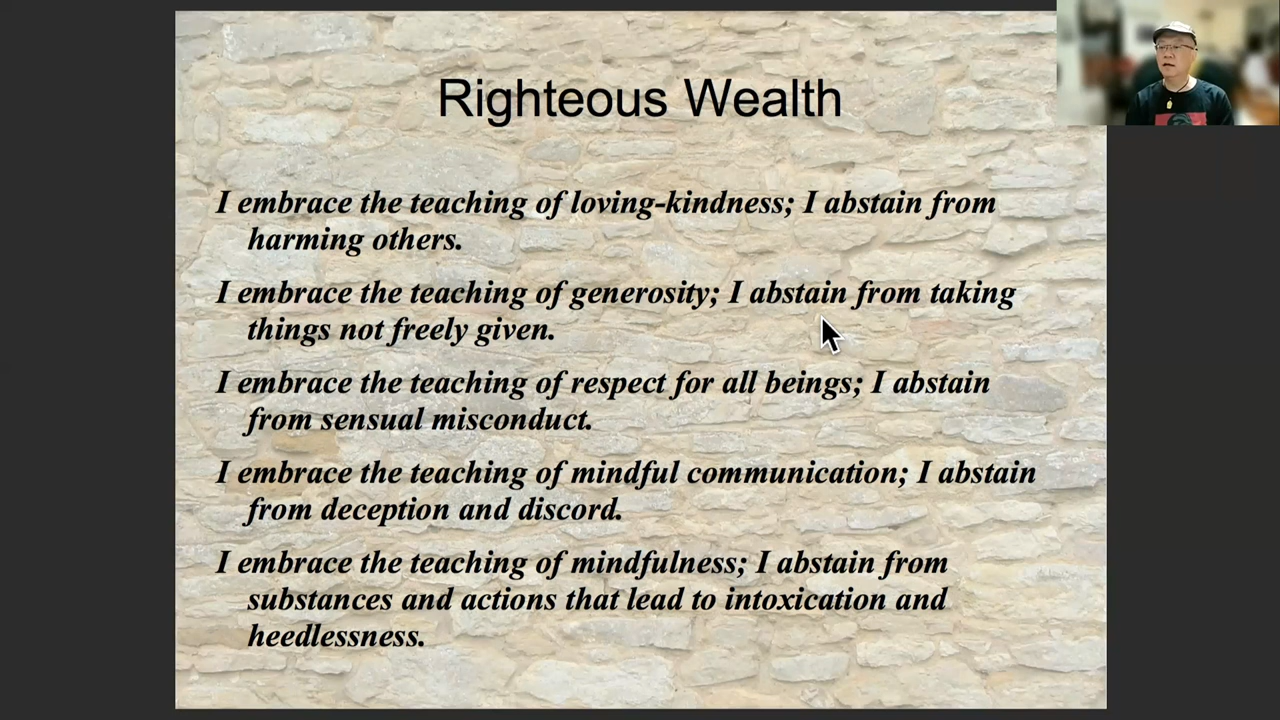 Righteous Wealth
I embrace the teaching of loving-kindness; I abstain from
harming others.
I embrace the teaching of generosity; I abstain from taking
things not freely given.
I embrace the teaching of respect for all beings; I abstain
from sensual misconduct.
I embrace the teaching of mindful communication; I abstain
from deception and discord.
I embrace the teaching of mindfulness; I abstain from
substances and actions that lead to intoxication and
heedlessness.